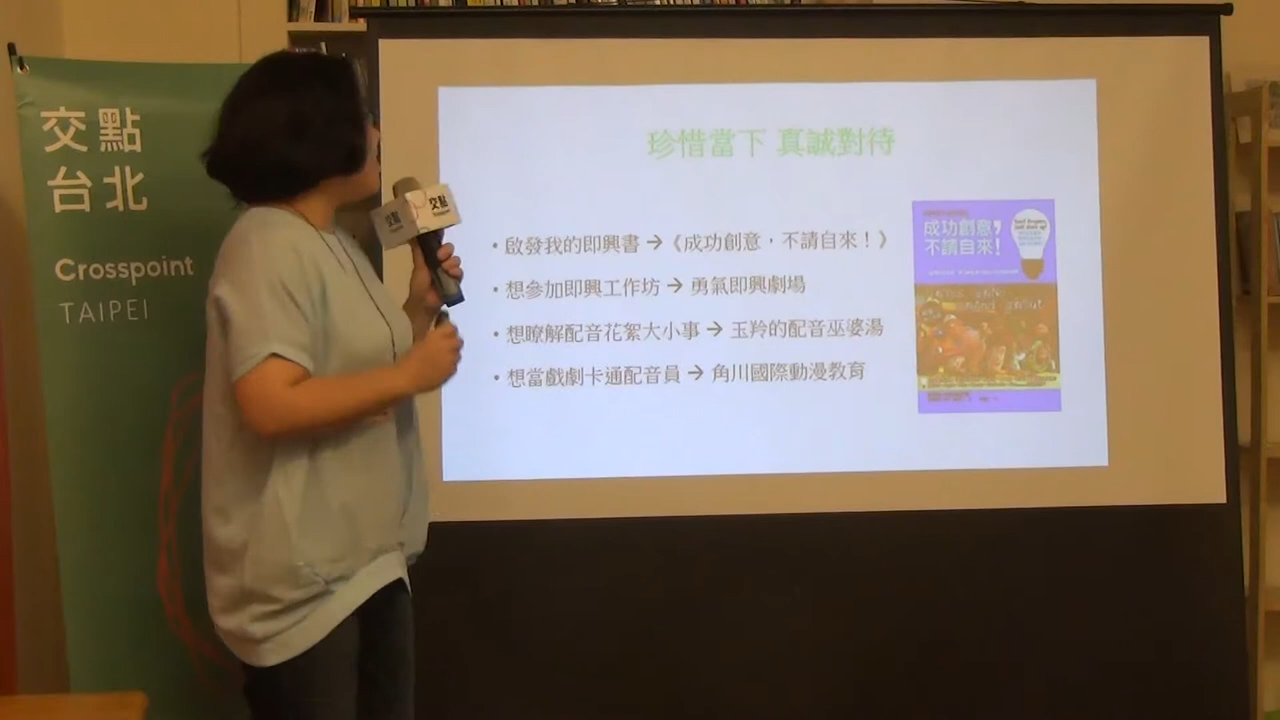 交點
台北
Crosspoint
TAIPEI
交點
交點
珍惜當下 真誠對待
• 啟發我的即興書 → 《成功創意，不請自來！》
• 想參加即興工作坊 → 勇氣即興劇場
• 想瞭解配音花絮大小事 → 玉羚的配音巫婆湯
• 想當戲劇卡通配音員 → 角川國際動漫教育
成功創意，
不請自來！